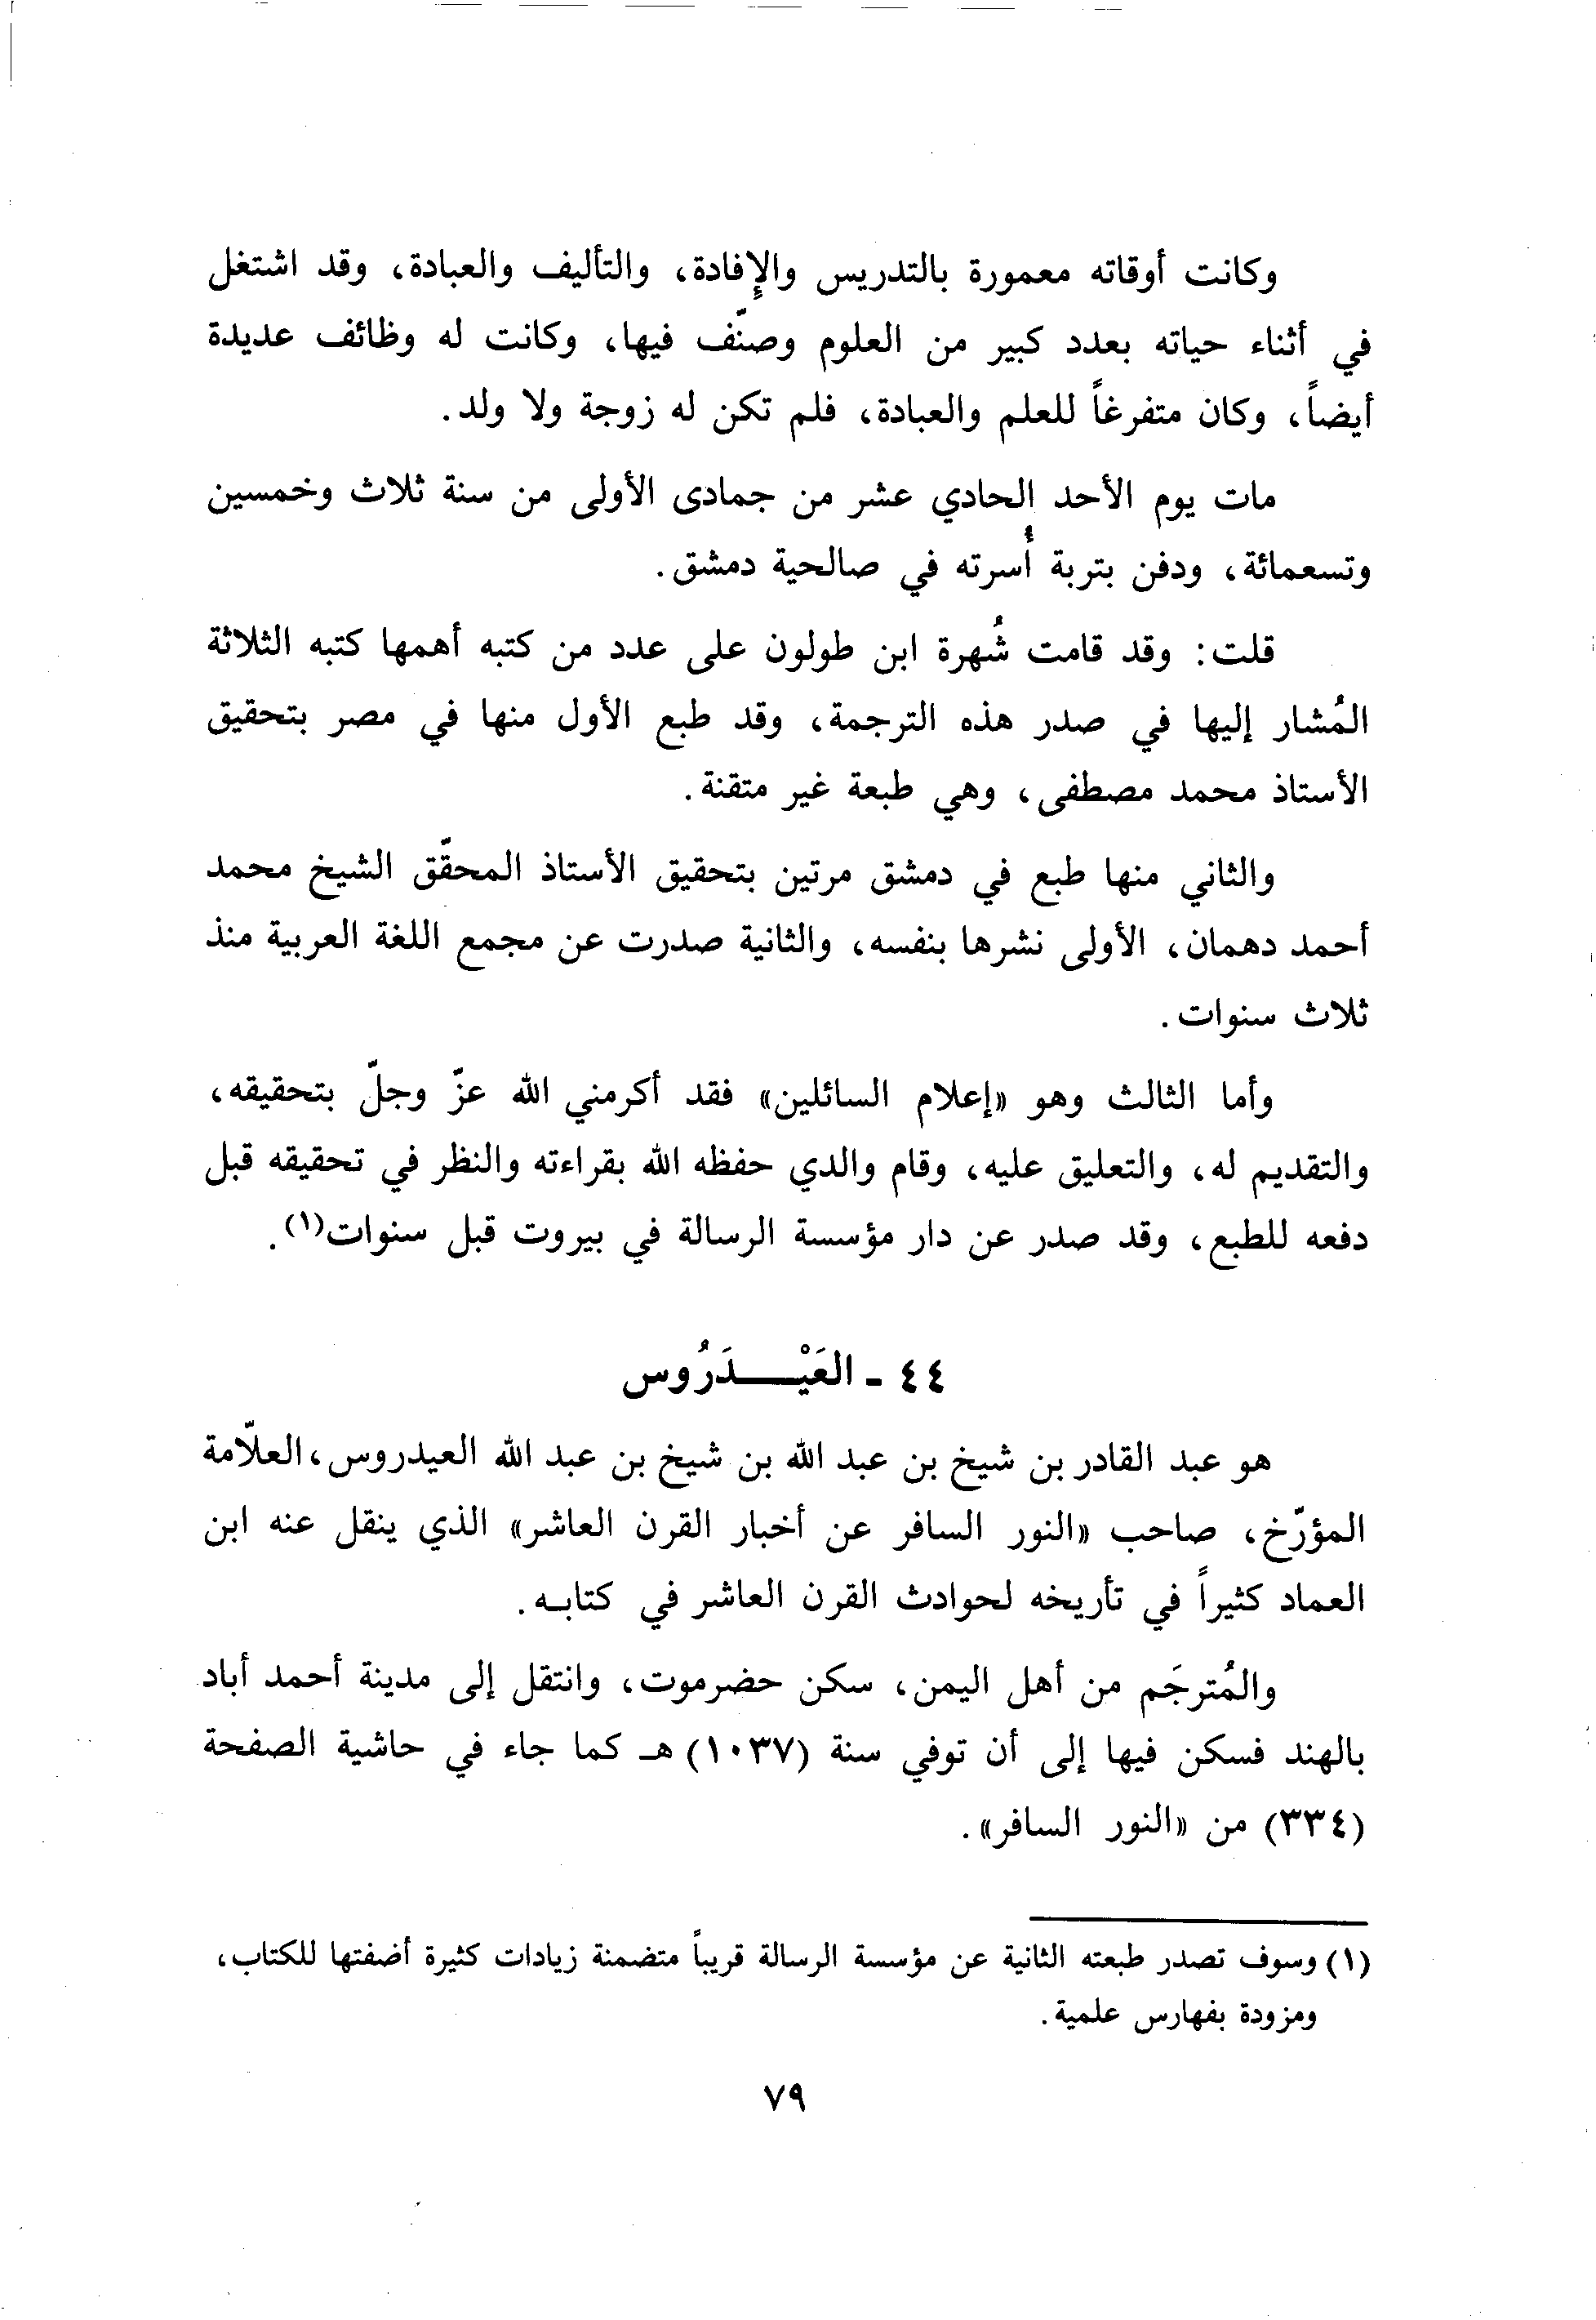 وكانت أوقاته معمورة بالتدريس والإِفادة، والتأليف والعبادة، وقد اشتغل
في أثناء حياته بعدد كبير من العلوم وصنّف فيها، وكانت له وظائف عديدة
أيضاً، وكان متفرغاً للعلم والعبادة، فلم تكن له زوجة ولا ولد.
مات يوم الأحد الحادي عشر من جمادى الأولى من سنة ثلاث وخمسين
وتسعمائة، ودفن بتربة أُسرته في صالحية دمشق.
قلت: وقد قامت شُهرة ابن طولون على عدد من كتبه أهمها كتبه الثلاثة
المُشار إليها في صدر هذه الترجمة، وقد طبع الأول منها في مصر بتحقيق
الأستاذ محمد مصطفى، وهي طبعة غير متقنة.
والثاني منها طبع في دمشق مرتين بتحقيق الأستاذ المحقّق الشيخ محمد
أحمد دهمان، الأولى نشرها بنفسه، والثانية صدرت عن مجمع اللغة العربية منذ
ثلاث سنوات.
وأما الثالث وهو «إعلام السائلين» فقد أكرمني الله عزّ وجلّ بتحقيقه،
والتقديم له، والتعليق عليه، وقام والدي حفظه الله بقراءته والنظر في تحقيقه قبل
دفعه للطبع، وقد صدر عن دار مؤسسة الرسالة في بيروت قبل سنوات(١).
٤٤ - العَيْـــدَرُوس
هو عبد القادر بن شيخ بن عبد الله بن شيخ بن عبد الله العيدروس، العلاّمة
المؤرّخ، صاحب «النور السافر عن أخبار القرن العاشر» الذي ينقل عنه ابن
العماد كثيراً في تأريخه لحوادث القرن العاشر في كتابـه.
والمُترجَم من أهل اليمن، سكن حضرموت، وانتقل إلى مدينة أحمد أباد
بالهند فسكن فيها إلى أن توفي سنة (١٠٣٧) هـ كما جاء في حاشية الصفحة
(٣٣٤) من «النور السافر».
(١) وسوف تصدر طبعته الثانية عن مؤسسة الرسالة قريباً متضمنة زيادات كثيرة أضفتها للكتاب،
ومزودة بفهارس علمية.
٧٩